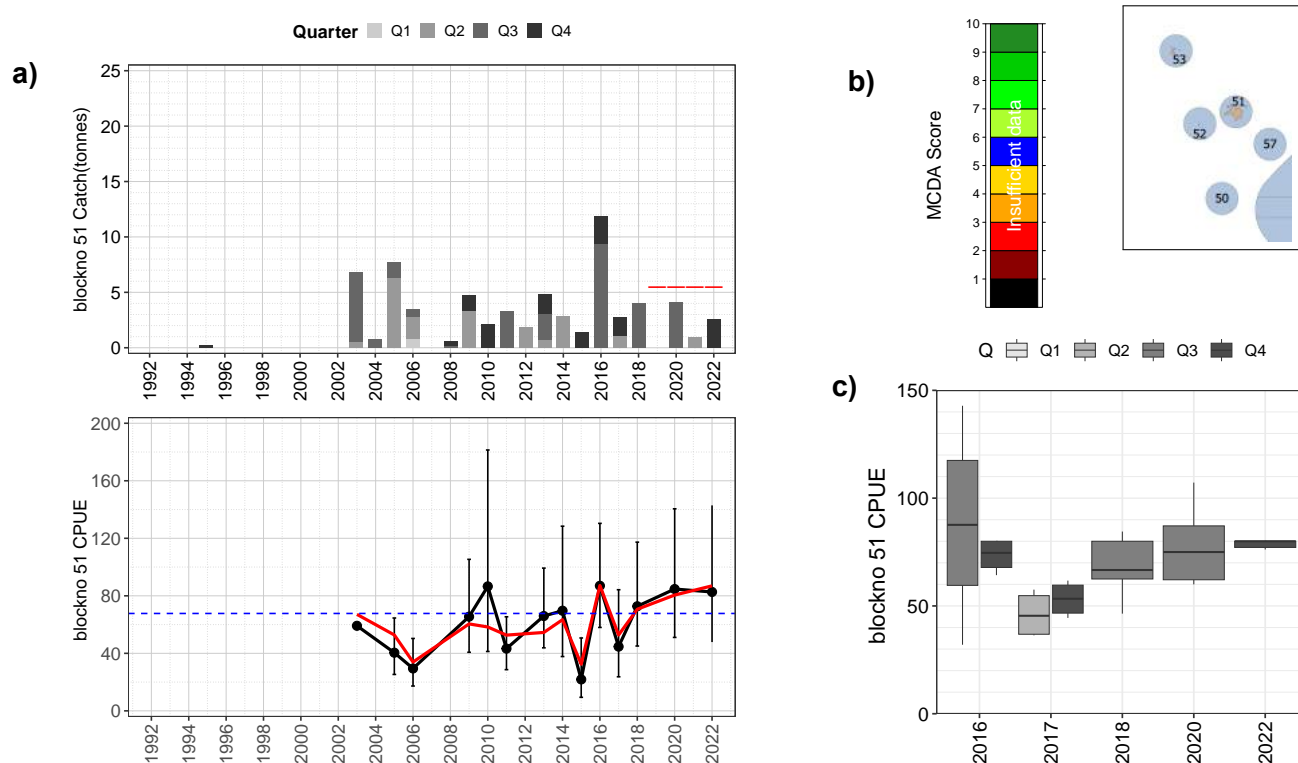 Quarter Q1 Q2 Q3 Q4
a)
blockno 51 Catch(tonnes)
25
20
15
10
5
0
1992 1994 1996 1998 2000 2002 2004 2006 2008 2010 2012 2014 2016 2018 2020 2022
blockno 51 CPUE
200
160
120
80
40
0
1992 1994 1996 1998 2000 2002 2004 2006 2008 2010 2012 2014 2016 2018 2020 2022
b)
MCDA Score
10
9
8
7
6
5
4
3
2
1
Insufficient data
53
51
52
57
50
Q Q1 Q2 Q3 Q4
c)
blockno 51 CPUE
150
100
50
0
2016 2017 2018 2020 2022